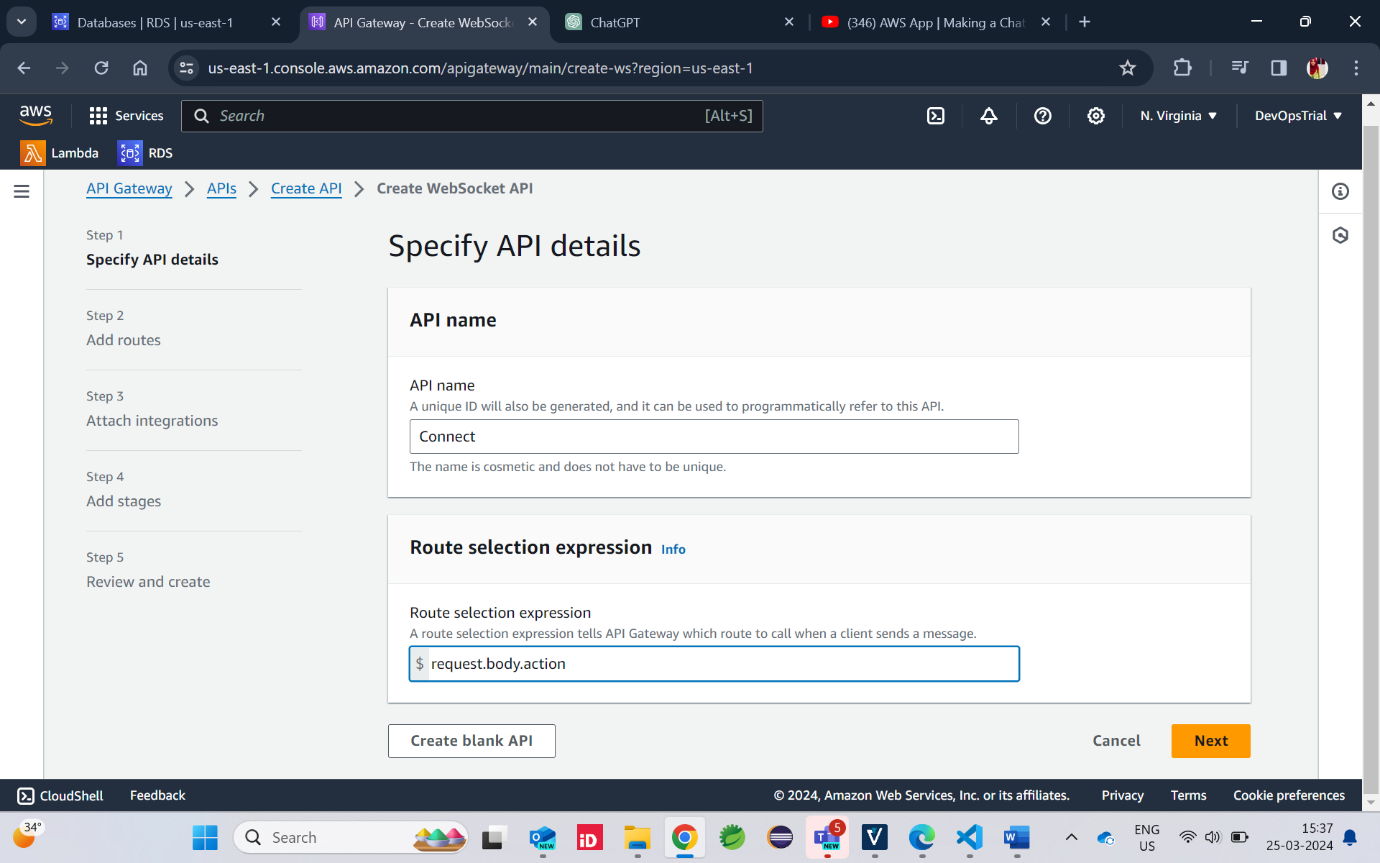 Databases | RDS | us-east-1
API Gateway - Create WebSock
ChatGPT
(346) AWS App | Making a Chat
us-east-1.console.aws.amazon.com/apigateway/main/create-ws?region=us-east-1
aws
Services
Search
[Alt+S]
N. Virginia
DevOpsTrial
Lambda
RDS
API Gateway
APIs
Create API
Create WebSocket API
Step 1
Specify API details
Step 2
Add routes
Step 3
Attach integrations
Step 4
Add stages
Step 5
Review and create
Specify API details
API name
API name
A unique ID will also be generated, and it can be used to programmatically refer to this API.
Connect
The name is cosmetic and does not have to be unique.
Route selection expression Info
Route selection expression
A route selection expression tells API Gateway which route to call when a client sends a message.
$ request.body.action
Create blank API
Cancel
Next
CloudShell
Feedback
© 2024, Amazon Web Services, Inc. or its affiliates.
Privacy
Terms
Cookie preferences
34°
Search
NEW
iD
5
NEW
V
W
ENG
US
15:37
25-03-2024